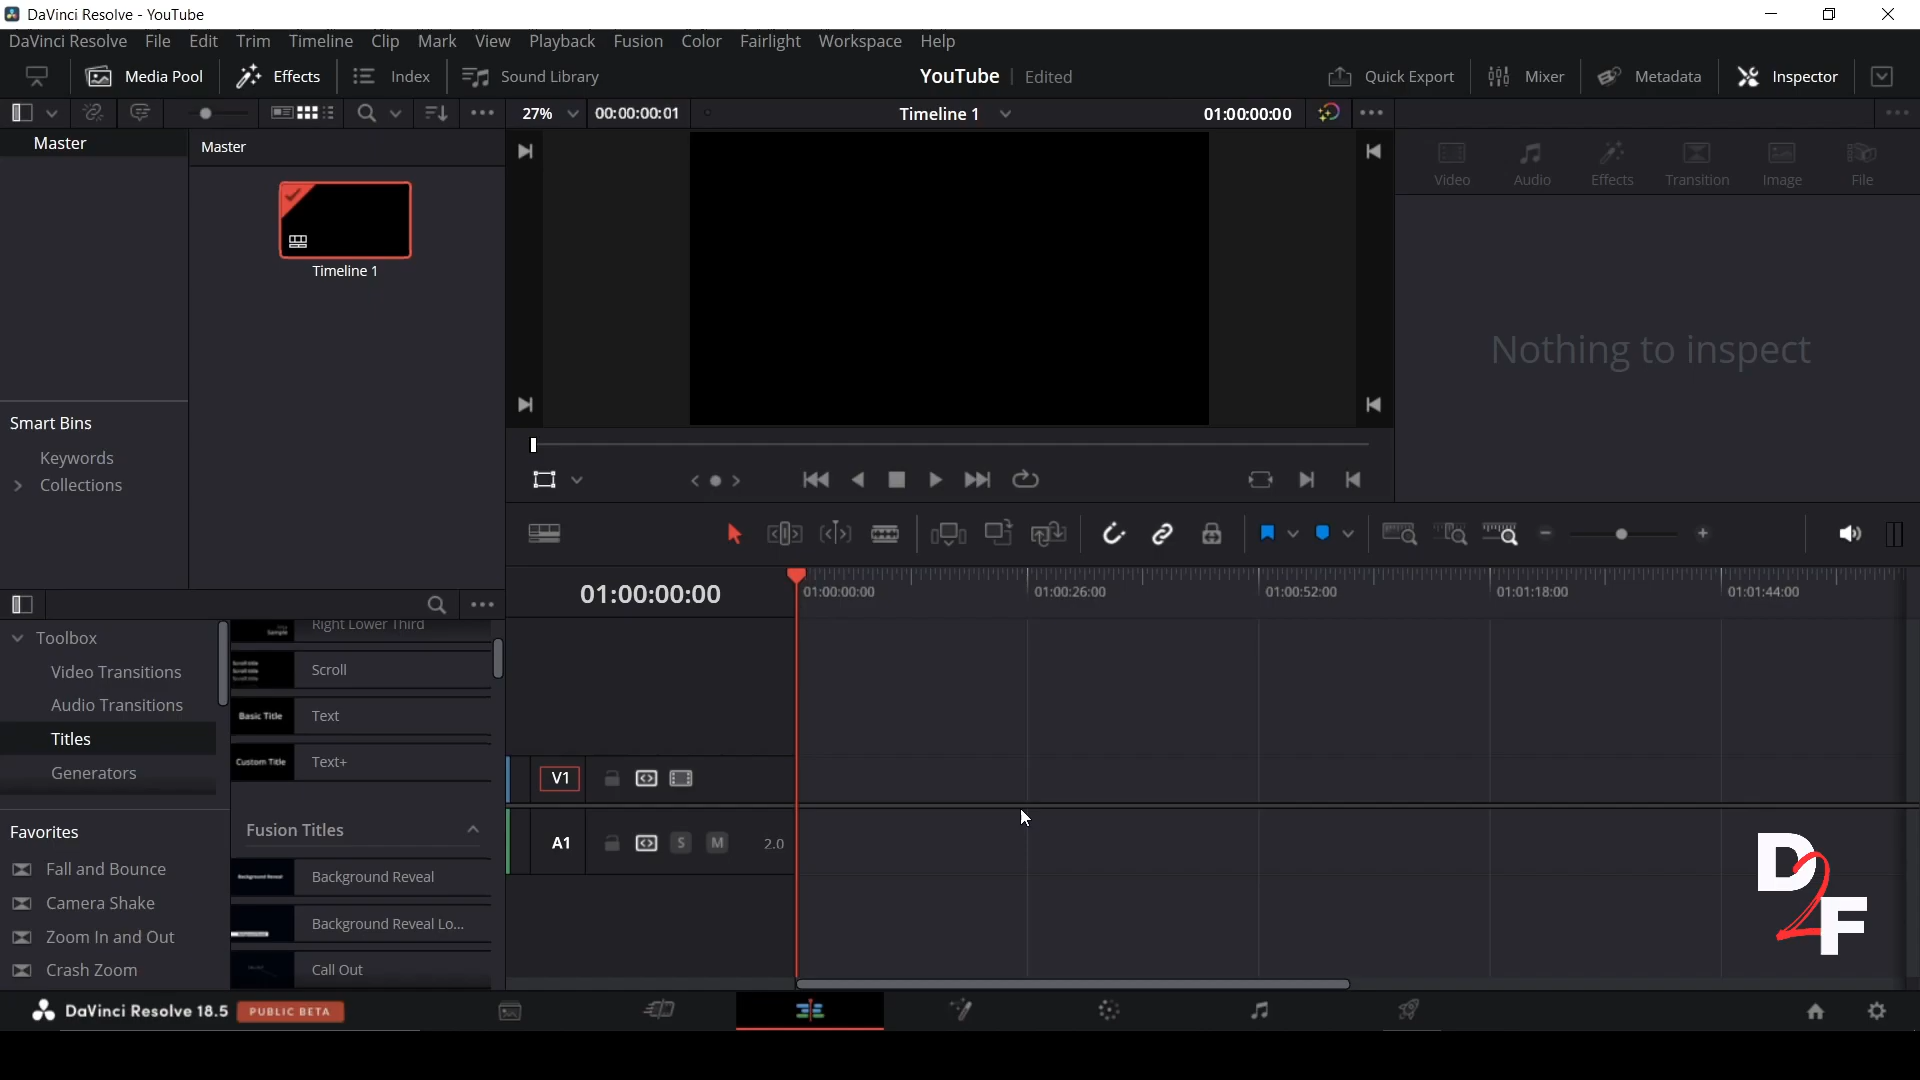 DaVinci Resolve - YouTube
DaVinci Resolve File Edit Trim Timeline Clip Mark View Playback Fusion Color Fairlight Workspace Help
Media Pool Effects Index Sound Library YouTube Edited Quick Export Mixer Metadata Inspector
27% 00:00:00:01 Timeline 1 01:00:00:00
Master
Master
Timeline 1
Video Audio Effects Transition Image File
Nothing to inspect
Smart Bins
Keywords
Collections
01:00:00:00
01:00:00:00 01:00:26:00 01:00:52:00 01:01:18:00 01:01:44:00
Toolbox
Video Transitions
Audio Transitions
Titles
Generators
Sample Right Lower Third
Scroll
Basic Title Text
Custom Title Text+
Fusion Titles
Background Reveal Background Reveal
Background Reveal Lo...
Call Out
Favorites
Fall and Bounce
Camera Shake
Zoom In and Out
Crash Zoom
V1
A1 S M 2.0
D2F
DaVinci Resolve 18.5 PUBLIC BETA